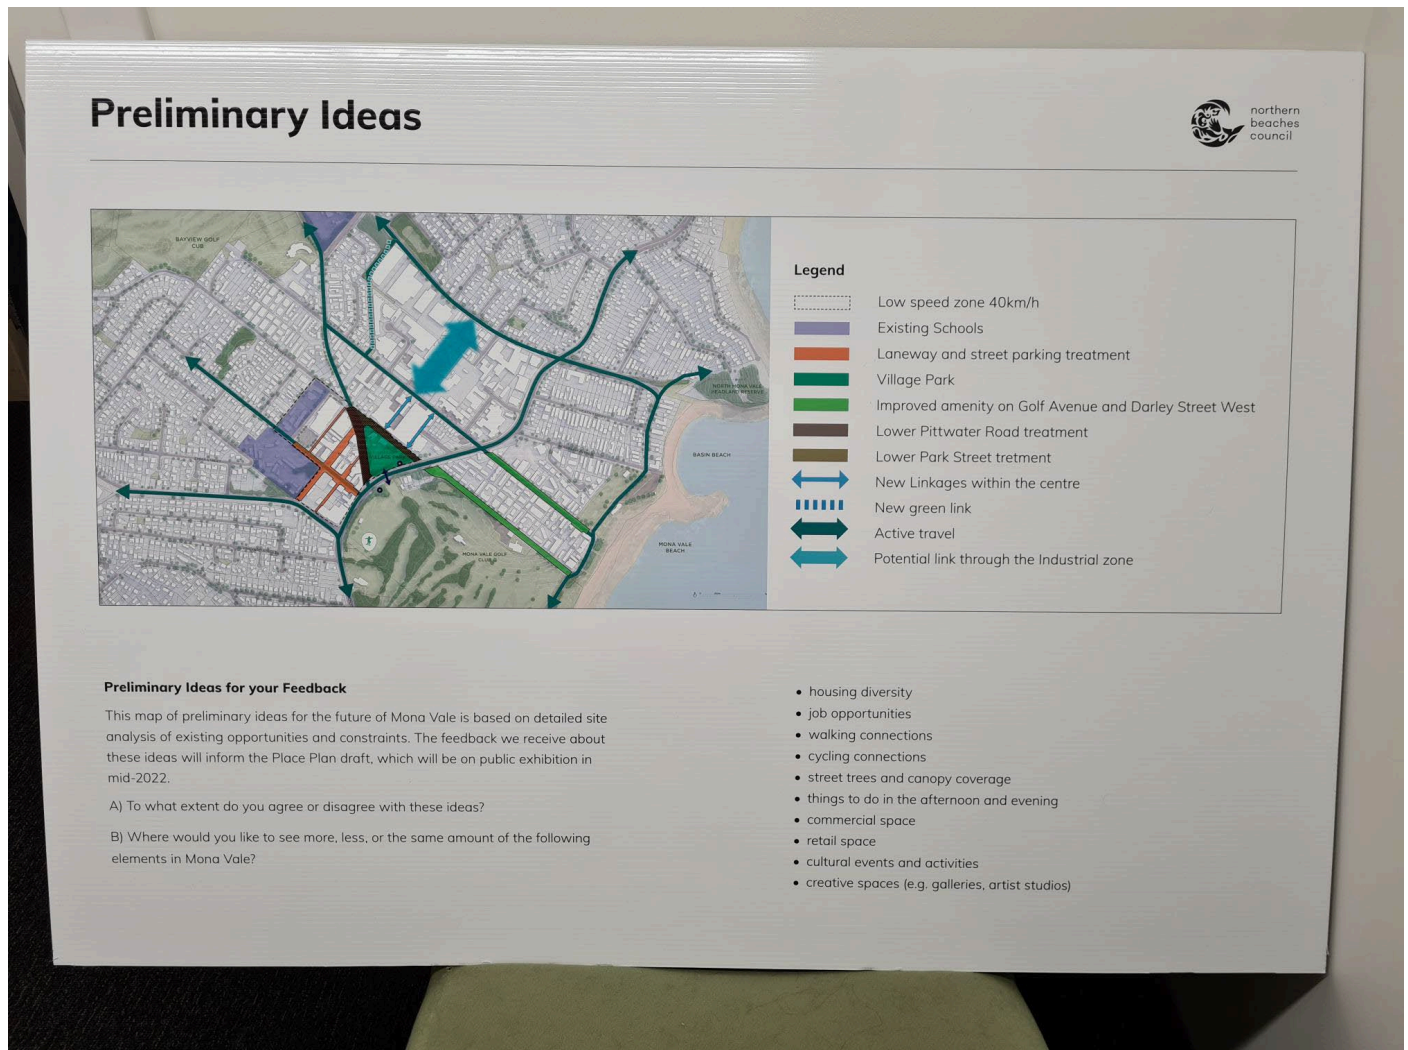 Preliminary Ideas
northern
beaches
council
BAYVIEW GOLF
CUB
NORTH MONA VALE
HEADLAND RESERVE
BASIN BEACH
MONA VALE
BEACH
MONA VALE GOLF
CLUB
Legend
Low speed zone 40km/h
Existing Schools
Laneway and street parking treatment
Village Park
Improved amenity on Golf Avenue and Darley Street West
Lower Pittwater Road treatment
Lower Park Street tretment
New Linkages within the centre
New green link
Active travel
Potential link through the Industrial zone
Preliminary Ideas for your Feedback
This map of preliminary ideas for the future of Mona Vale is based on detailed site
analysis of existing opportunities and constraints. The feedback we receive about
these ideas will inform the Place Plan draft, which will be on public exhibition in
mid-2022.
A) To what extent do you agree or disagree with these ideas?
B) Where would you like to see more, less, or the same amount of the following
elements in Mona Vale?
• housing diversity
• job opportunities
• walking connections
• cycling connections
• street trees and canopy coverage
• things to do in the afternoon and evening
• commercial space
• retail space
• cultural events and activities
• creative spaces (e.g. galleries, artist studios)